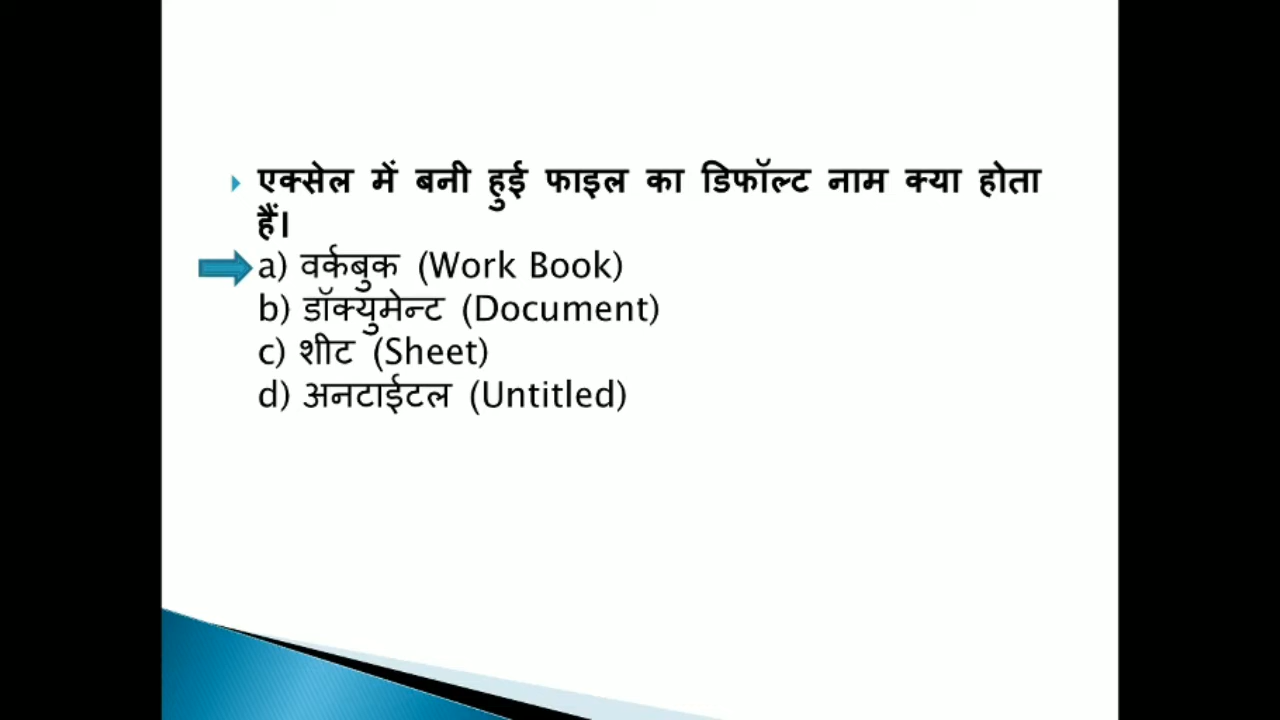 एक्सेल में बनी हुई फाइल का डिफॉल्ट नाम क्या होता
हैं।
a) वर्कबुक (Work Book)
b) डॉक्युमेन्ट (Document)
c) शीट (Sheet)
d) अनटाईटल (Untitled)